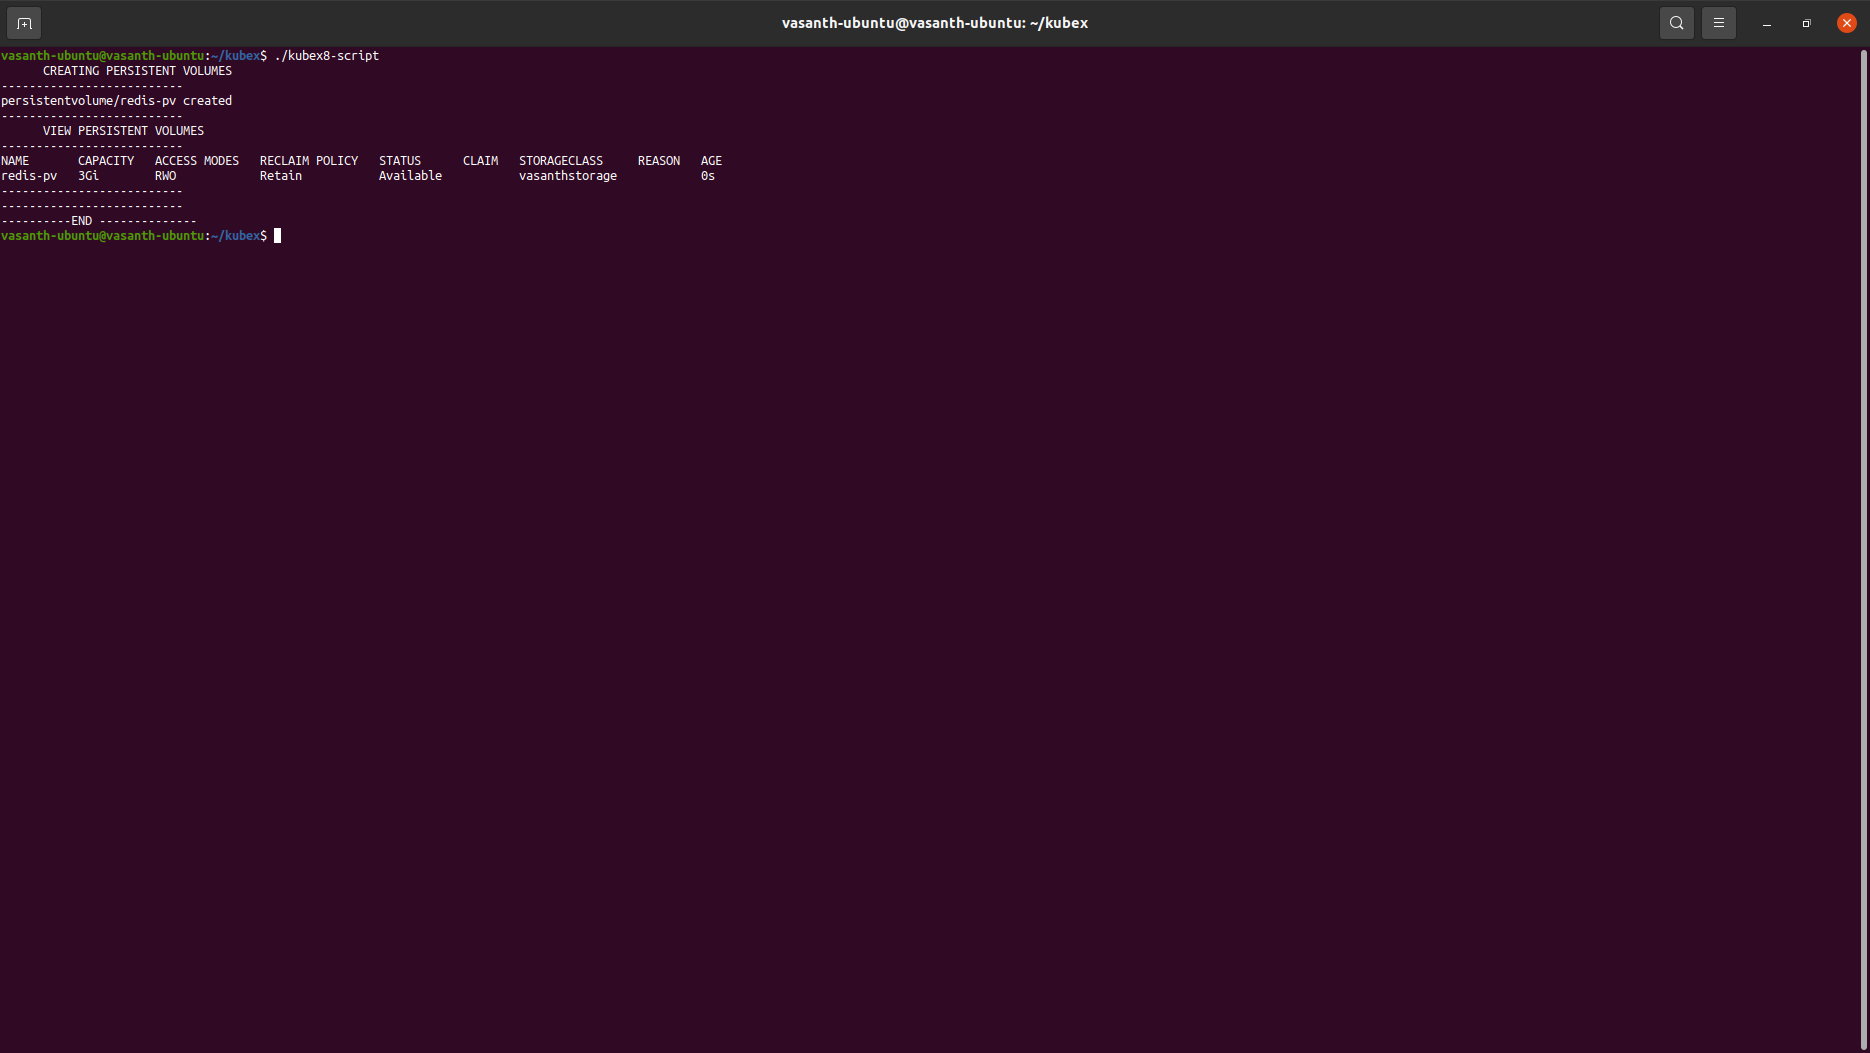 vasanth-ubuntu@vasanth-ubuntu: ~/kubex
vasanth-ubuntu@vasanth-ubuntu:~/kubex$ ./kubex8-script
      CREATING PERSISTENT VOLUMES
--------------------------
persistentvolume/redis-pv created
--------------------------
      VIEW PERSISTENT VOLUMES
--------------------------
NAME       CAPACITY   ACCESS MODES   RECLAIM POLICY   STATUS      CLAIM   STORAGECLASS     REASON   AGE
redis-pv   3Gi        RWO            Retain           Available           vasanthstorage            0s
--------------------------
--------------------------
----------END --------------
vasanth-ubuntu@vasanth-ubuntu:~/kubex$